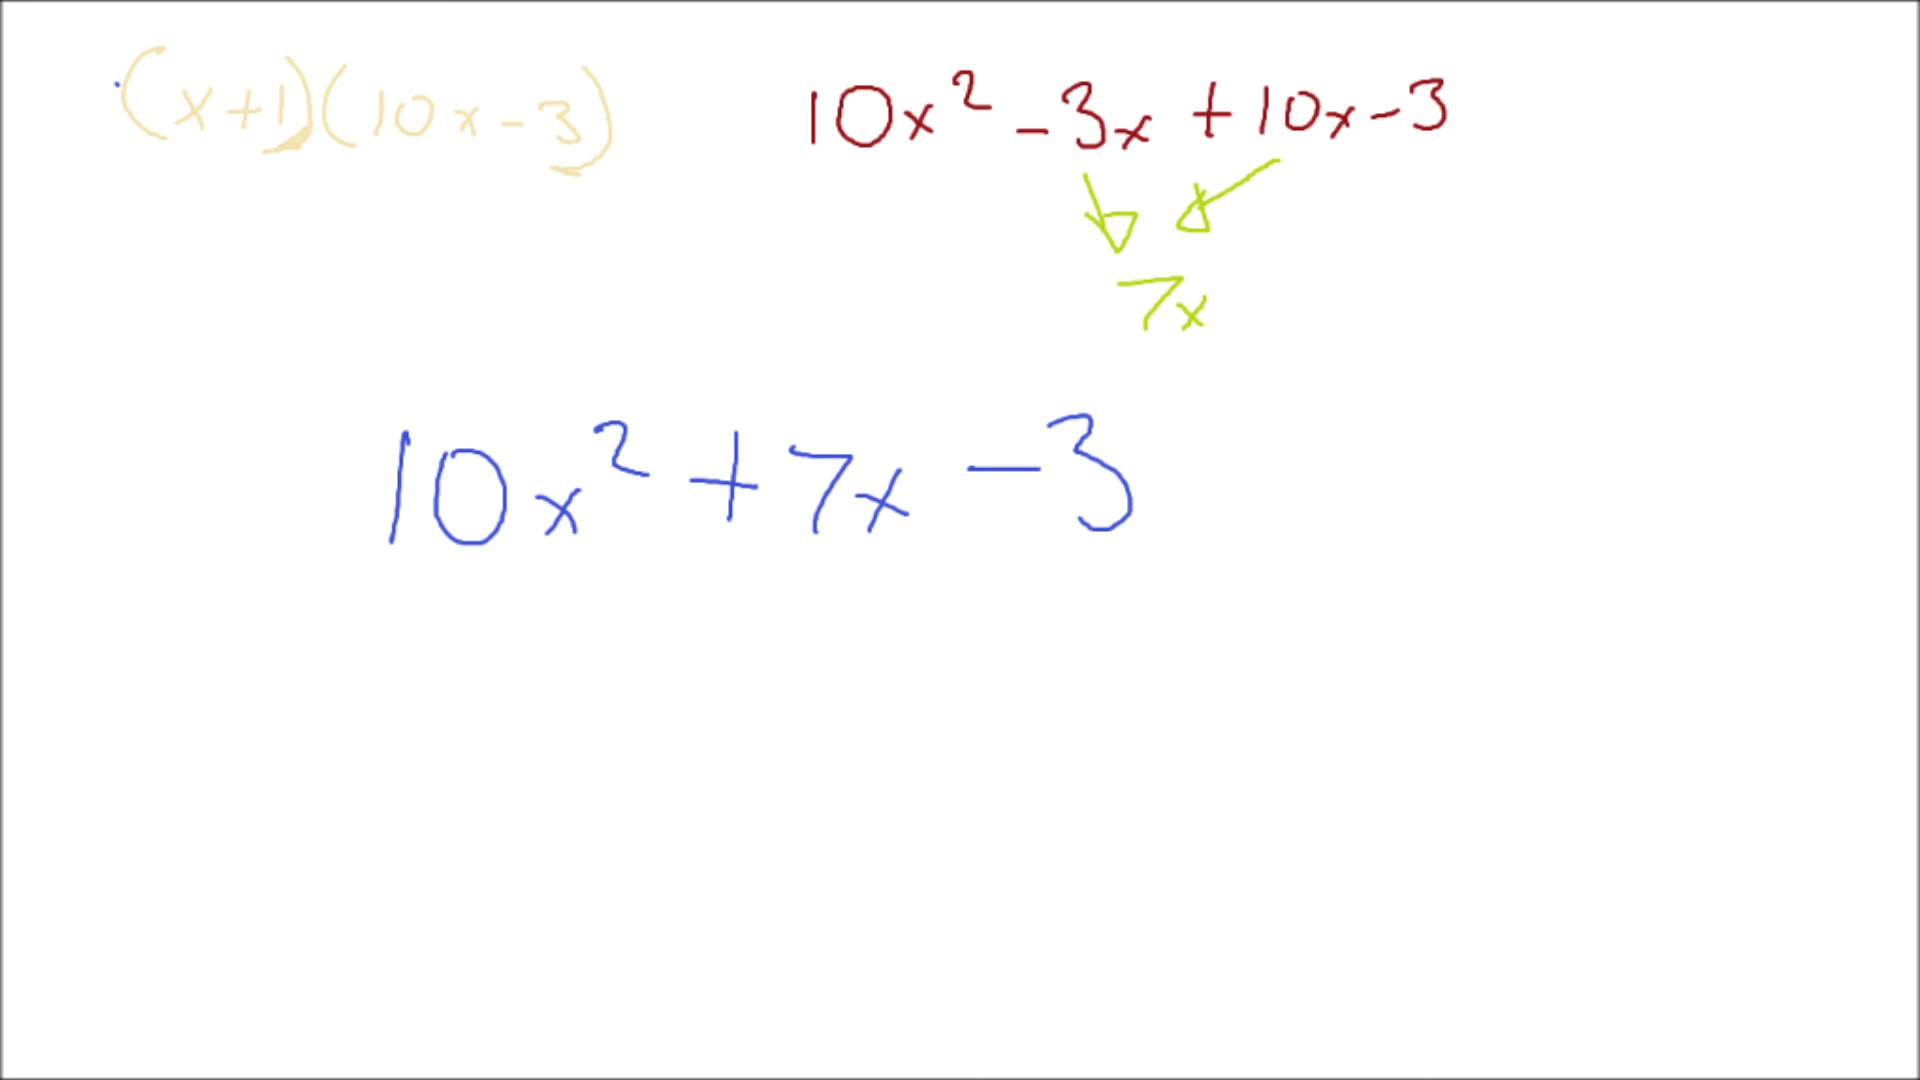 (x+1)(10x-3)
10x² -3x +10x-3
7x
10x² +7x -3